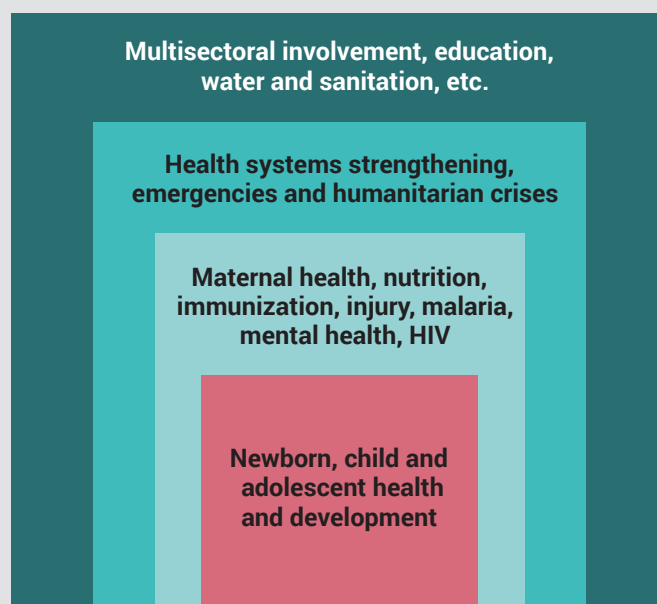 Multisectoral involvement, education,
water and sanitation, etc.
Health systems strengthening,
emergencies and humanitarian crises
Maternal health, nutrition,
immunization, injury, malaria,
mental health, HIV
Newborn, child and
adolescent health
and development